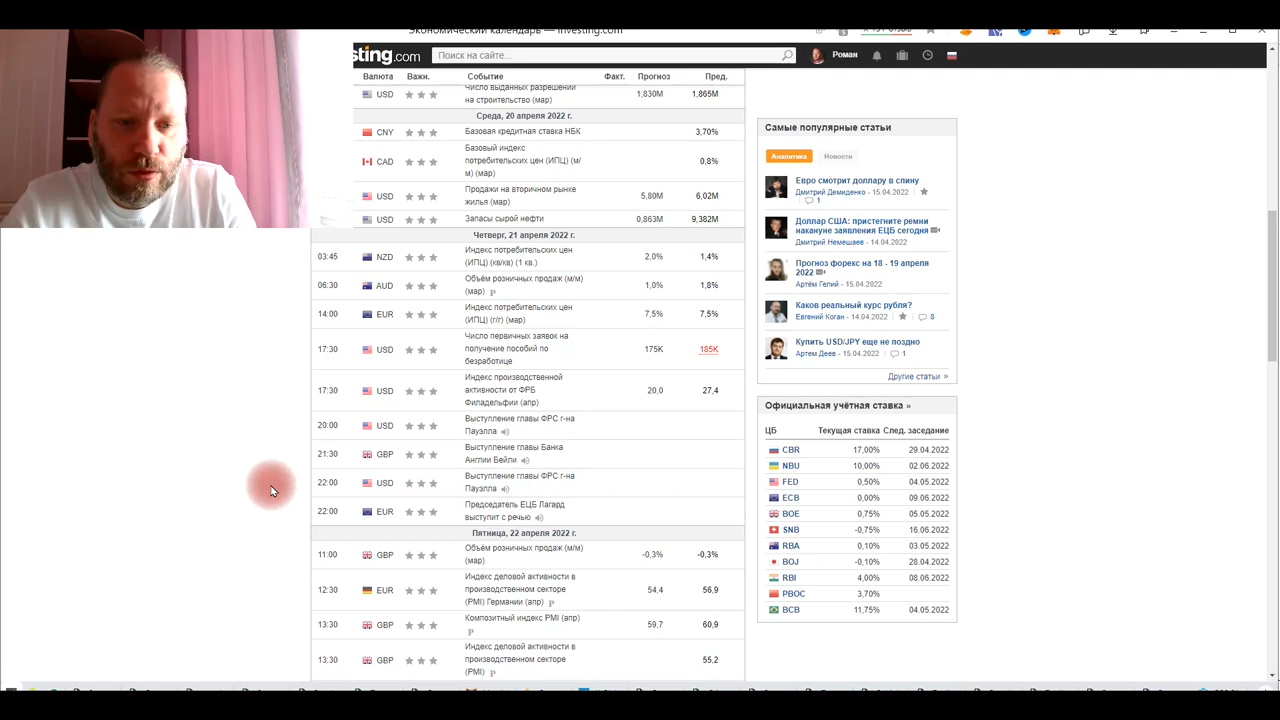 Экономический календарь — Investing.com
sting.com
Поиск на сайте...
Роман
Валюта Важн. Событие Факт. Прогноз Пред.
USD Число выданных разрешений 1,830M 1,865M
на строительство (мар)
Среда, 20 апреля 2022 г.
CNY Базовая кредитная ставка НБК 3,70%
CAD Базовый индекс 0,8%
потребительских цен (ИПЦ) (м/
м) (мар)
USD Продажи на вторичном рынке 5,80M 6,02M
жилья (мар)
USD Запасы сырой нефти 0,863M 9,382M
Четверг, 21 апреля 2022 г.
03:45 NZD Индекс потребительских цен 2,0% 1,4%
(ИПЦ) (кв/кв) (1 кв.)
06:30 AUD Объём розничных продаж (м/м) 1,0% 1,8%
(мар)
14:00 EUR Индекс потребительских цен 7,5% 7,5%
(ИПЦ) (г/г) (мар)
17:30 USD Число первичных заявок на 175K 185K
получение пособий по
безработице
17:30 USD Индекс производственной 20,0 27,4
активности от ФРБ
Филадельфии (апр)
20:00 USD Выступление главы ФРС г-на
Пауэлла
21:30 GBP Выступление главы Банка
Англии Бейли
22:00 USD Выступление главы ФРС г-на
Пауэлла
22:00 EUR Председатель ЕЦБ Лагард
выступит с речью
Пятница, 22 апреля 2022 г.
11:00 GBP Объём розничных продаж (м/м) -0,3% -0,3%
(мар)
12:30 EUR Индекс деловой активности в 54,4 56,9
производственном секторе
(PMI) Германии (апр)
13:30 GBP Композитный индекс PMI (апр) 59,7 60,9
13:30 GBP Индекс деловой активности в 55,2
производственном секторе
(PMI)
Самые популярные статьи
Аналитика Новости
Евро смотрит доллару в спину
Дмитрий Демиденко - 15.04.2022
1
Доллар США: пристегните ремни
накануне заявления ЕЦБ сегодня
Дмитрий Немешаев - 14.04.2022
Прогноз форекс на 18 - 19 апреля
2022
Артём Гелий - 15.04.2022
Каков реальный курс рубля?
Евгений Коган - 14.04.2022 8
Купить USD/JPY еще не поздно
Артем Деев - 15.04.2022 1
Другие статьи »
Официальная учётная ставка »
ЦБ Текущая ставка След. заседание
CBR 17,00% 29.04.2022
NBU 10,00% 02.06.2022
FED 0,50% 04.05.2022
ECB 0,00% 09.06.2022
BOE 0,75% 05.05.2022
SNB -0,75% 16.06.2022
RBA 0,10% 03.05.2022
BOJ -0,10% 28.04.2022
RBI 4,00% 08.06.2022
PBOC 3,70%
BCB 11,75% 04.05.2022